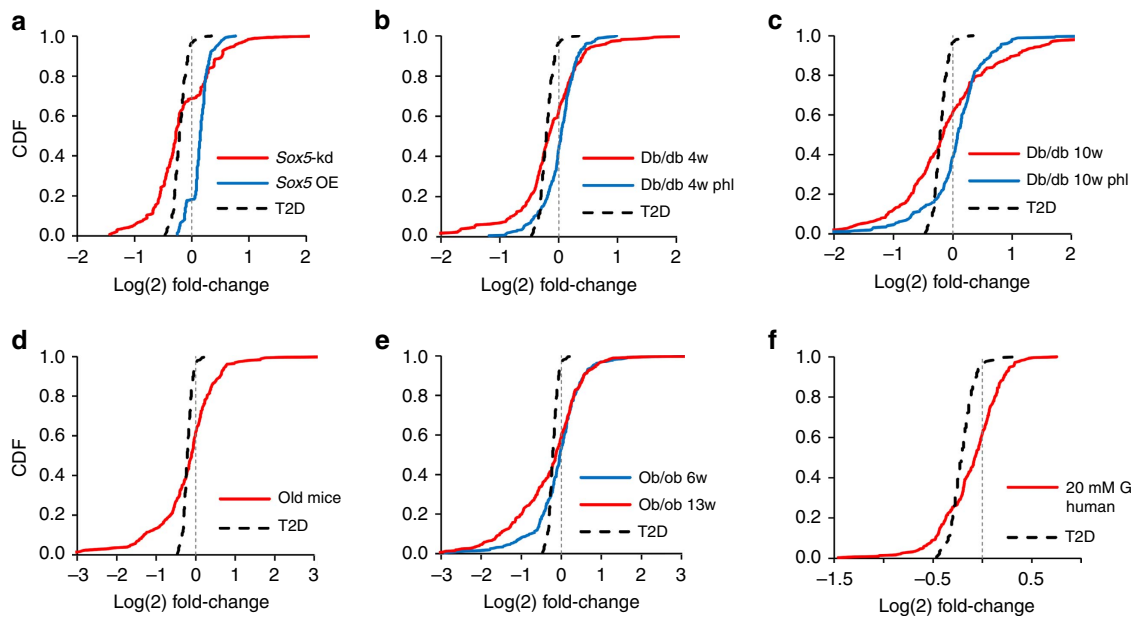 a
1.0
0.8
0.6
0.4
0.2
0.0
CDF
Sox5-kd
Sox5 OE
T2D
−2 −1 0 1 2
Log(2) fold-change
b
1.0
0.8
0.6
0.4
0.2
0.0
Db/db 4w
Db/db 4w phl
T2D
−2 −1 0 1 2
Log(2) fold-change
c
1.0
0.8
0.6
0.4
0.2
0.0
Db/db 10w
Db/db 10w phl
T2D
−2 −1 0 1 2
Log(2) fold-change
d
1.0
0.8
0.6
0.4
0.2
0.0
CDF
Old mice
T2D
−3 −2 −1 0 1 2 3
Log(2) fold-change
e
1.0
0.8
0.6
0.4
0.2
0.0
Ob/ob 6w
Ob/ob 13w
T2D
−3 −2 −1 0 1 2 3
Log(2) fold-change
f
1.0
0.8
0.6
0.4
0.2
0.0
20 mM G
human
T2D
−1.5 −0.5 0.5
Log(2) fold-change